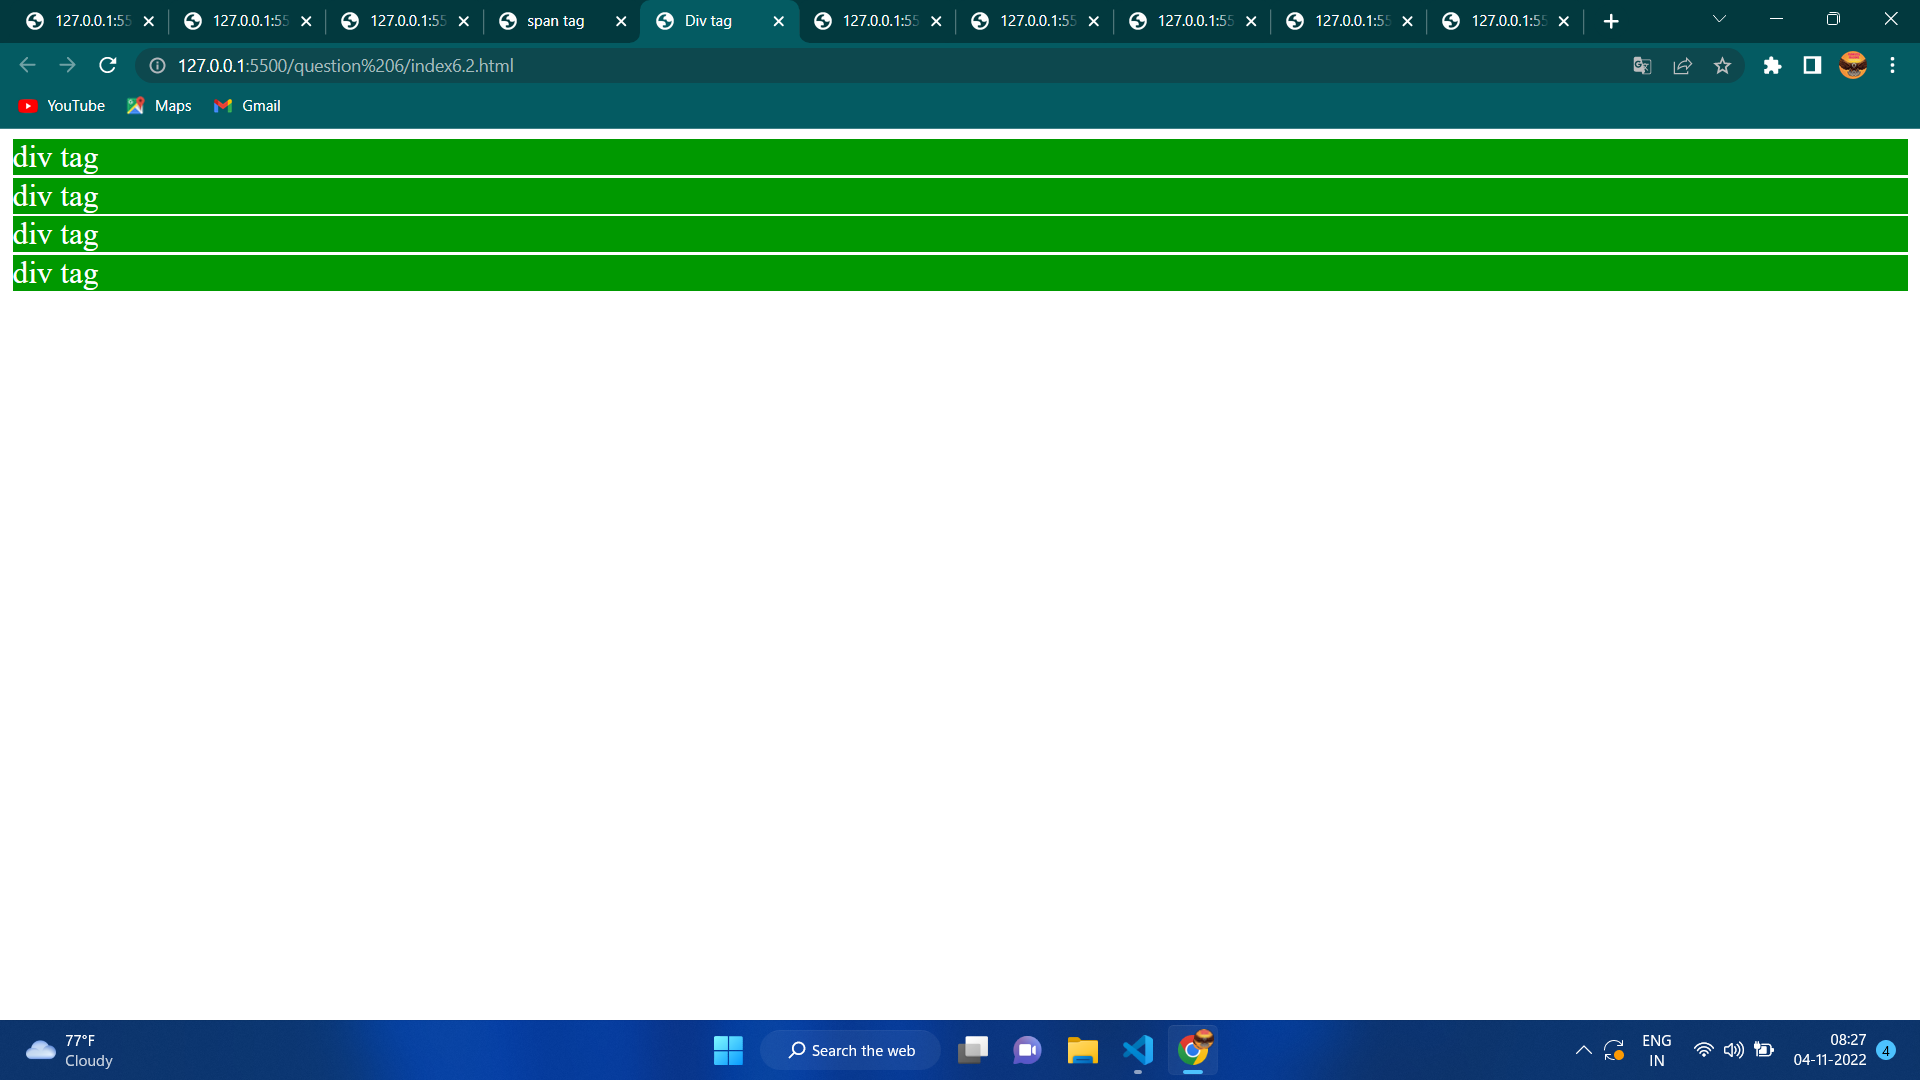 127.0.0.1:55
127.0.0.1:55
127.0.0.1:55
span tag
Div tag
127.0.0.1:55
127.0.0.1:55
127.0.0.1:55
127.0.0.1:55
127.0.0.1:55
127.0.0.1:5500/question%206/index6.2.html
YouTube
Maps
Gmail
div tag
div tag
div tag
div tag
77°F
Cloudy
Search the web
ENG
IN
08:27
04-11-2022
4